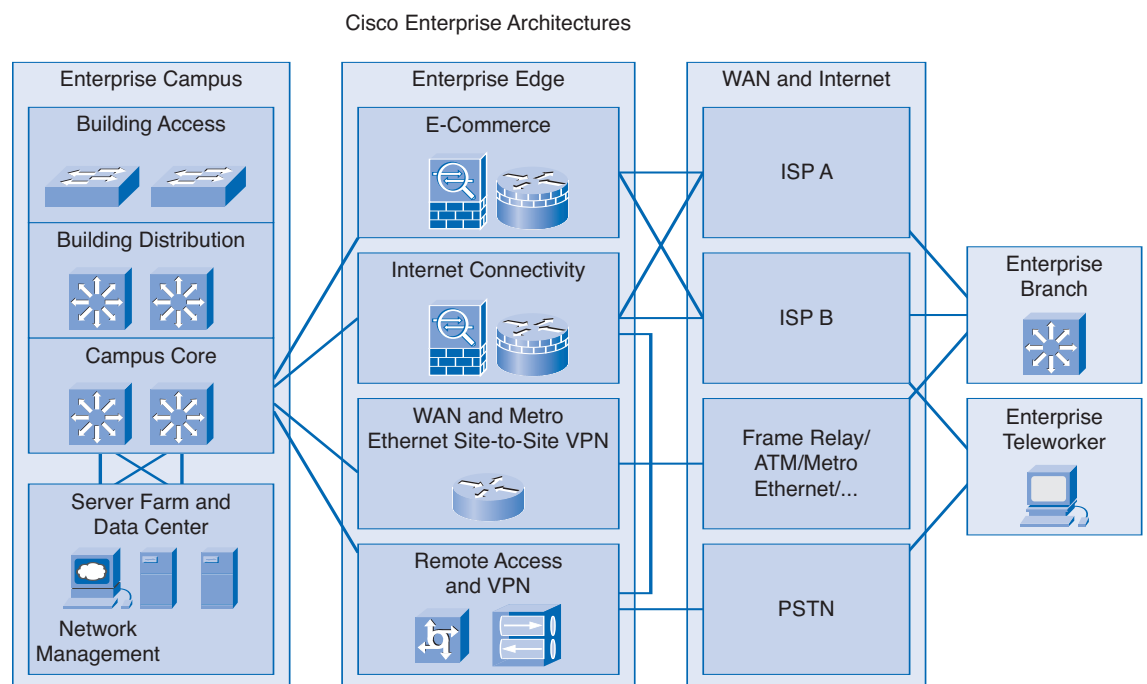 Cisco Enterprise Architectures
Enterprise Campus
Building Access
Building Distribution
Campus Core
Server Farm and
Data Center
Network
Management
Enterprise Edge
E-Commerce
Internet Connectivity
WAN and Metro
Ethernet Site-to-Site VPN
Remote Access
and VPN
WAN and Internet
ISP A
ISP B
Frame Relay/
ATM/Metro
Ethernet/...
PSTN
Enterprise
Branch
Enterprise
Teleworker